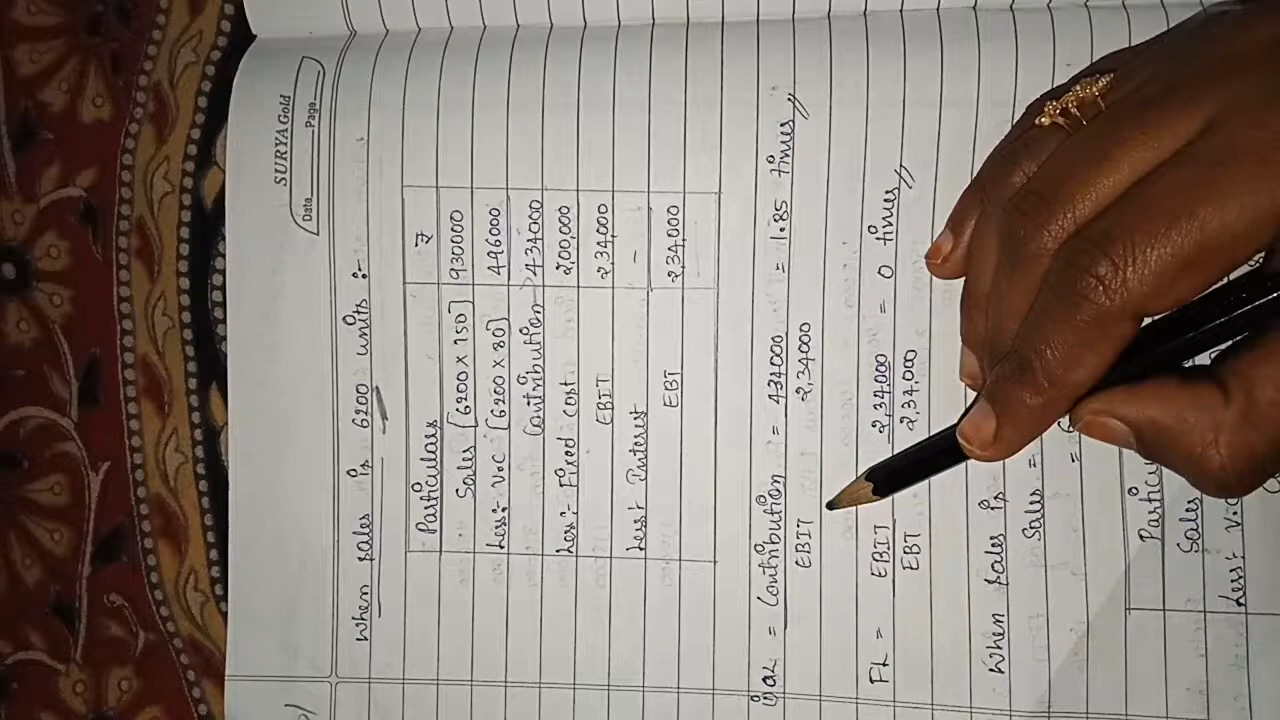 SURYA Gold
Date_____Page_____
When sales is 6200 units :-
Particulars ₹
Sales [6200 x 150] 930000
Less:- V.C [6200 x 80] 496000
Contribution 434000
Less:- Fixed cost 2,00,000
EBIT 2,34,000
Less: Interest -
EBT 2,34,000
OL = Contribution = 434000 = 1.85 times //
EBIT 2,34000
FL = EBIT 2,34,000 = 0 times //
EBT 2,34,000
When sales is
Sales =
= 6
Particu
Sales
Less: V.C